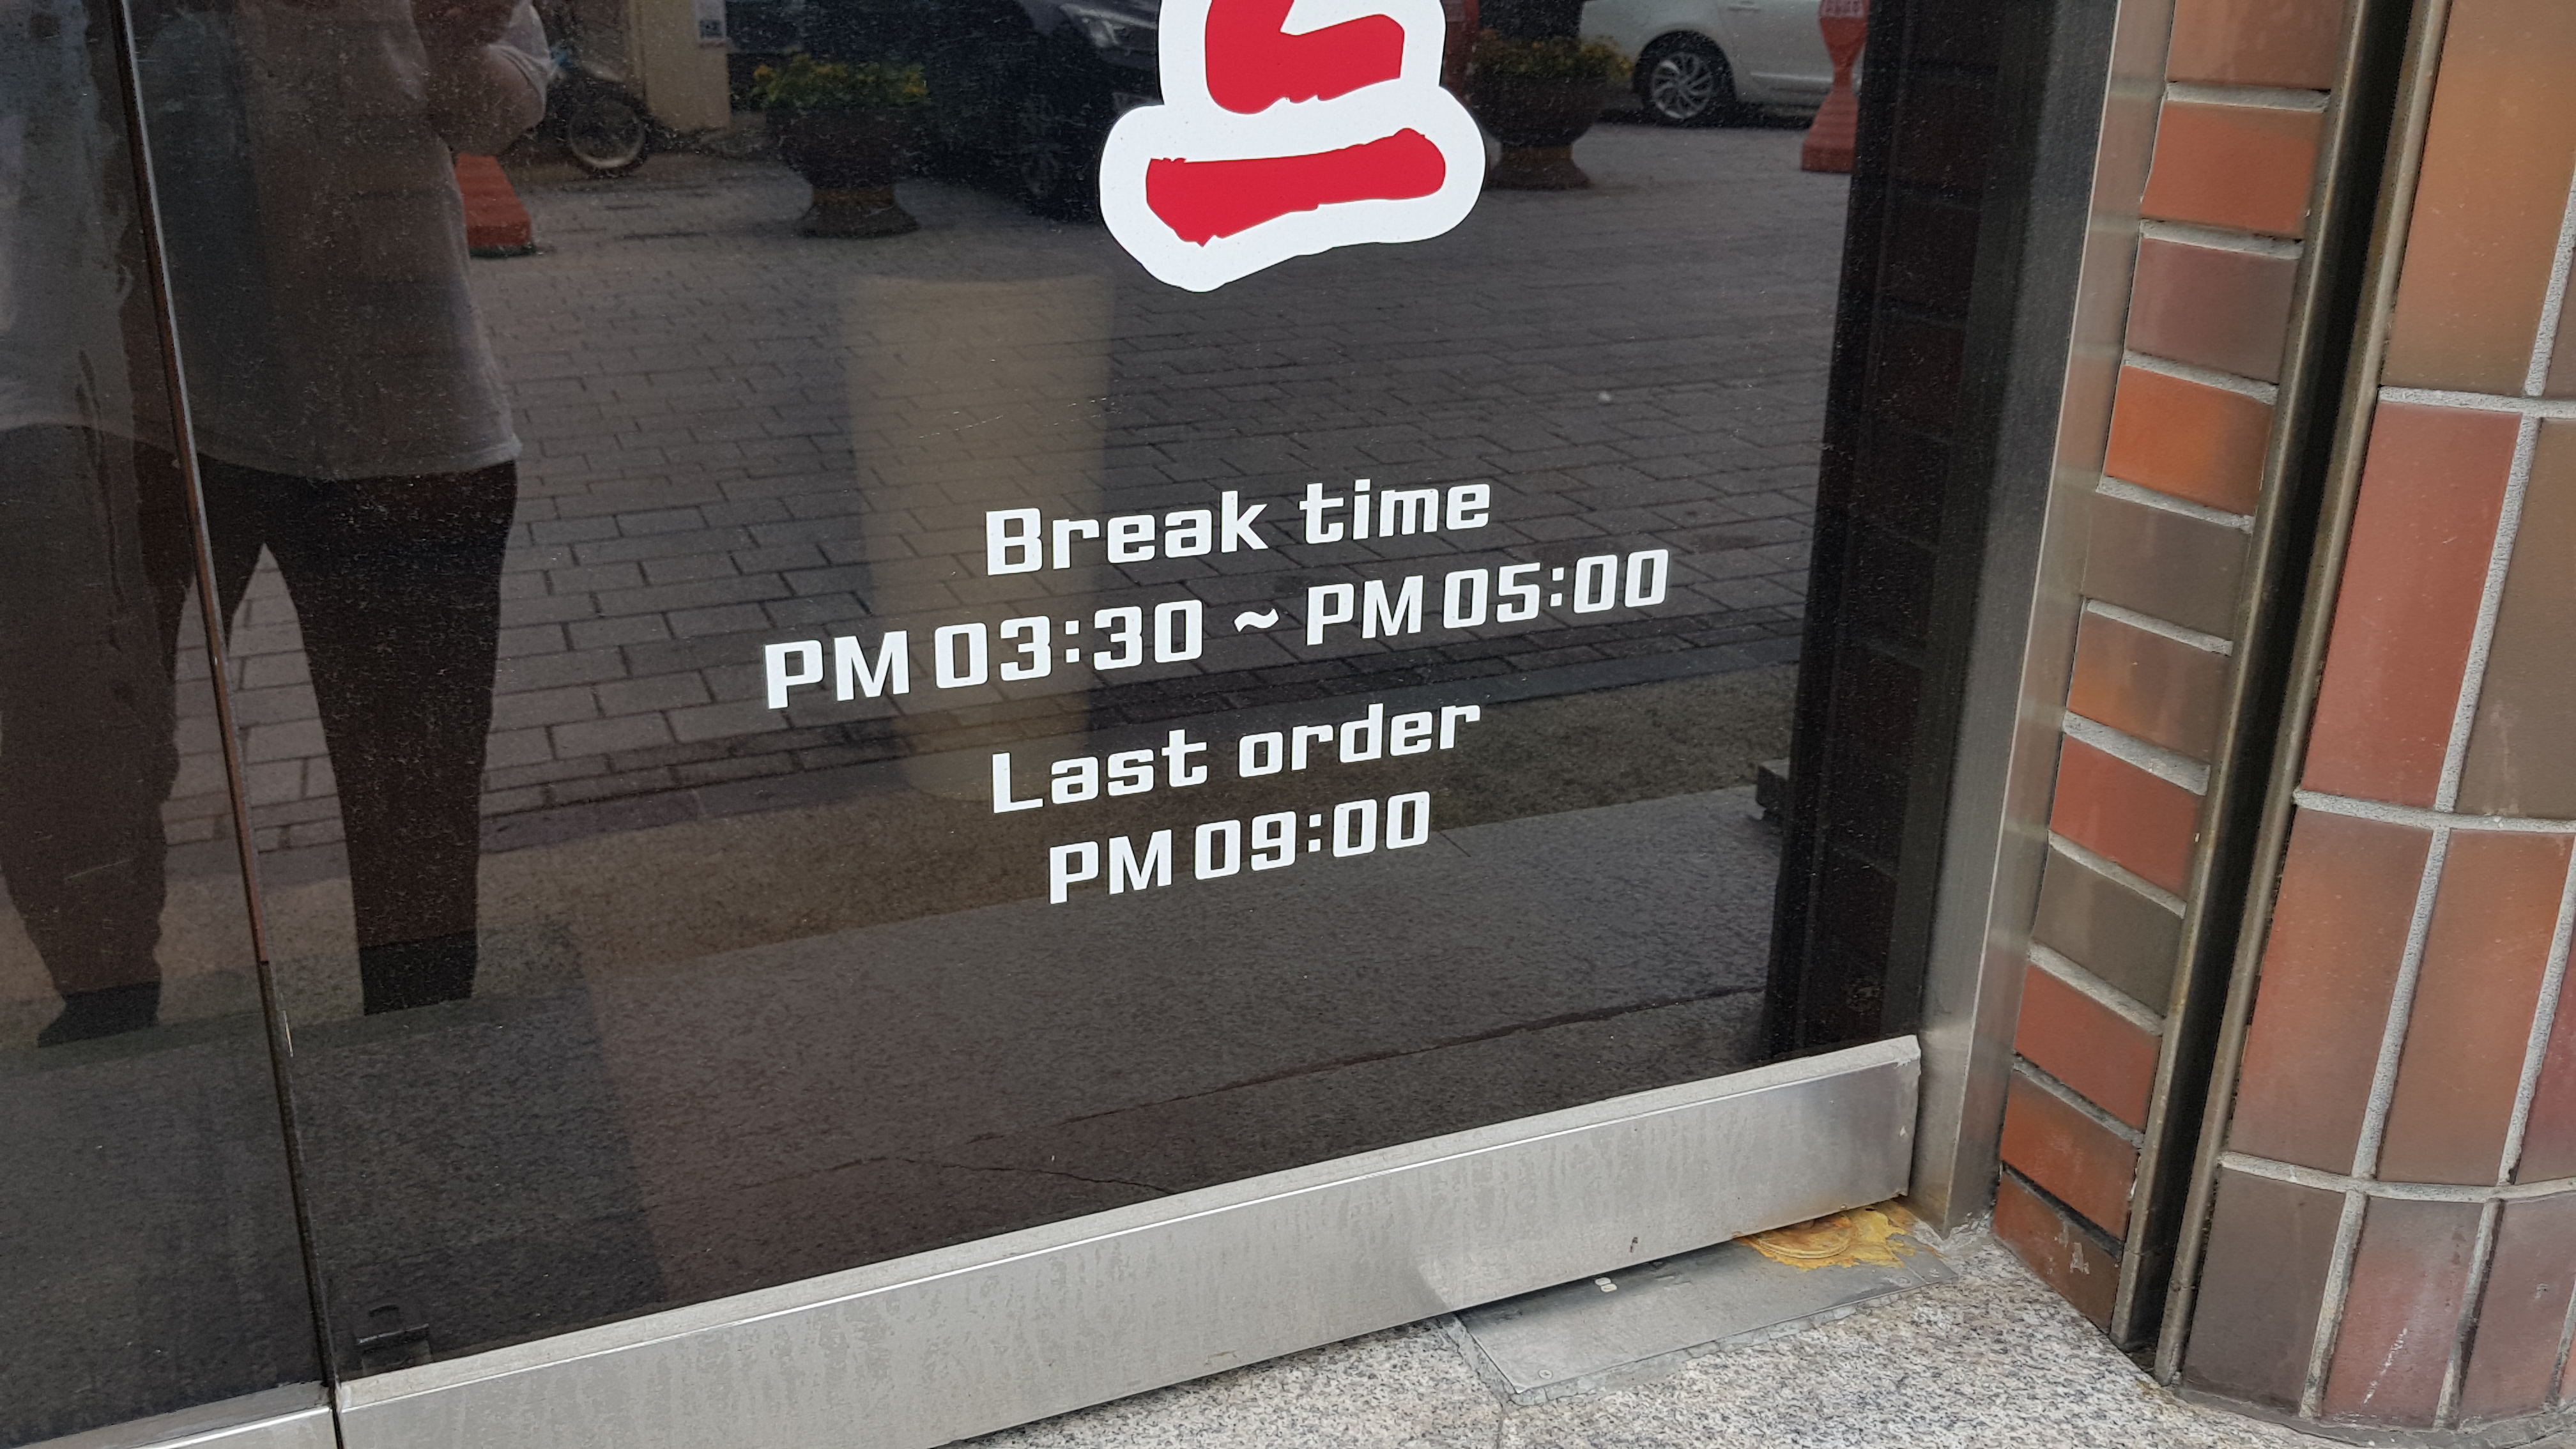 Break time
PM 03:30 ~ PM 05:00
Last order
PM 09:00